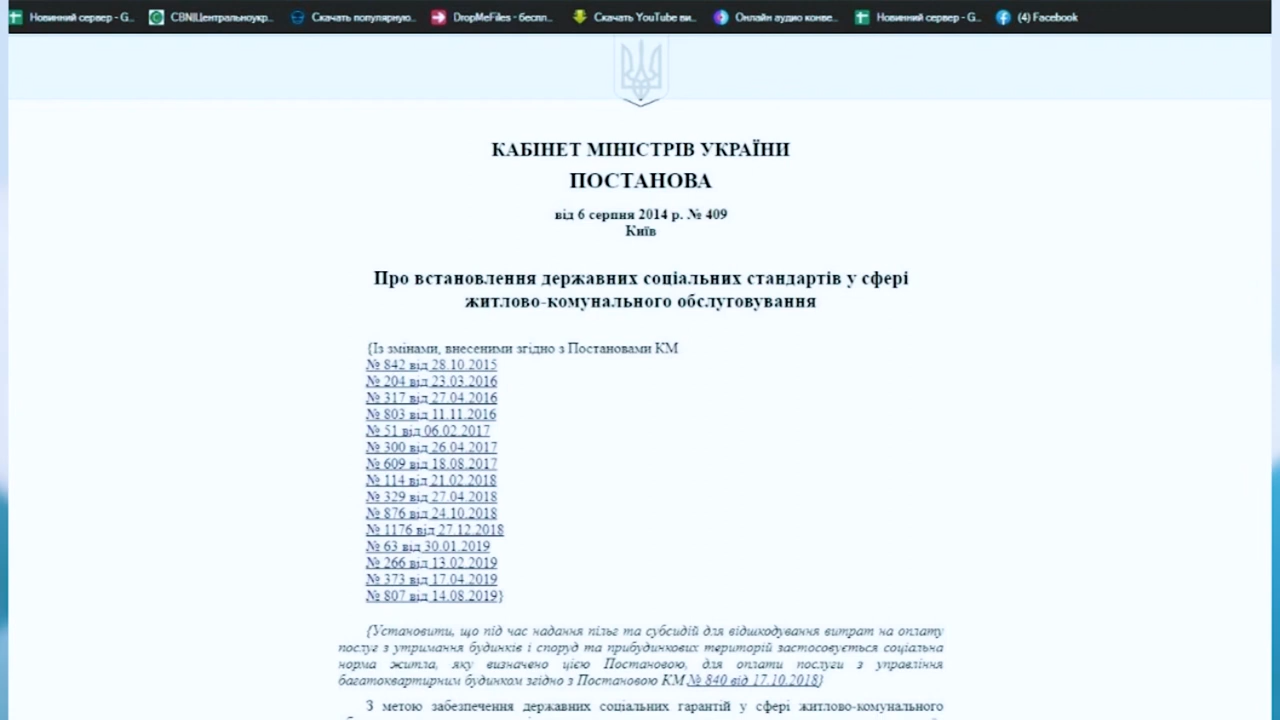 Новинний сервер - G...
CBN|Центральноукр...
Скачать популярную...
DropMeFiles - беспл...
Скачать YouTube ви...
Онлайн аудио конве...
Новинний сервер - G...
(4) Facebook
КАБІНЕТ МІНІСТРІВ УКРАЇНИ
ПОСТАНОВА
від 6 серпня 2014 р. № 409
Київ
Про встановлення державних соціальних стандартів у сфері
житлово-комунального обслуговування
{Із змінами, внесеними згідно з Постановами КМ
№ 842 від 28.10.2015
№ 204 від 23.03.2016
№ 317 від 27.04.2016
№ 803 від 11.11.2016
№ 51 від 06.02.2017
№ 300 від 26.04.2017
№ 609 від 18.08.2017
№ 114 від 21.02.2018
№ 329 від 27.04.2018
№ 876 від 24.10.2018
№ 1176 від 27.12.2018
№ 63 від 30.01.2019
№ 266 від 13.02.2019
№ 373 від 17.04.2019
№ 807 від 14.08.2019}
{Установити, що під час надання пільг та субсидій для відшкодування витрат на оплату
послуг з утримання будинків і споруд та прибудинкових територій застосовується соціальна
норма житла, яку визначено цією Постановою, для оплати послуги з управління
багатоквартирним будинком згідно з Постановою КМ № 840 від 17.10.2018}
З метою забезпечення державних соціальних гарантій у сфері житлово-комунального